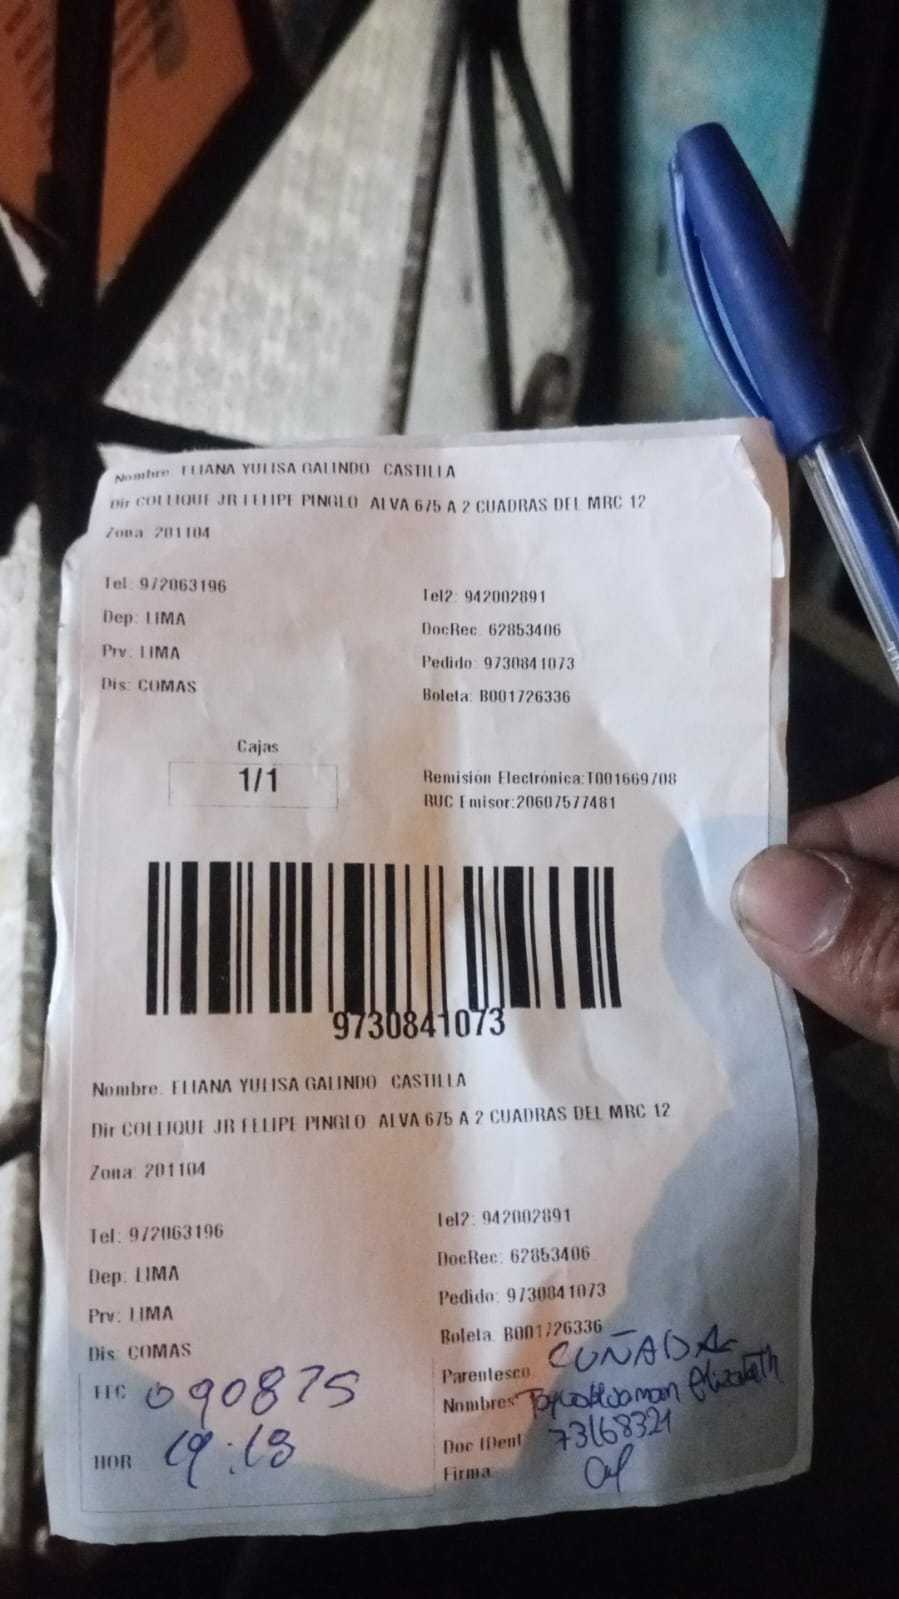 Nombre: ELIANA YULISA GALINDO CASTILLA
Dir COLLIQUE JR FELIPE PINGLO ALVA 675 A 2 CUADRAS DEL MRC 12
Zona: 201104
Tel: 972063196
Tel2: 942002891
Dep: LIMA
DocRec: 62853406
Prv: LIMA
Pedido: 9730841073
Dis: COMAS
Boleta: B001726336
Cajas
1/1
Remisión Electrónica:T001669708
RUC Emisor:20607577481
9730841073
Nombre: ELIANA YULISA GALINDO CASTILLA
Dir COLLIQUE JR FELIPE PINGLO ALVA 675 A 2 CUADRAS DEL MRC 12
Zona: 201104
Tel: 972063196
Tel2: 942002891
Dep: LIMA
DocRec: 62853406
Prv: LIMA
Pedido: 9730841073
Dis: COMAS
Boleta: B001726336
FEC 090825
Parentesco CUÑADA
Nombres Elizabeth
HOR 19:18
Doc IDent 73168321
Firma